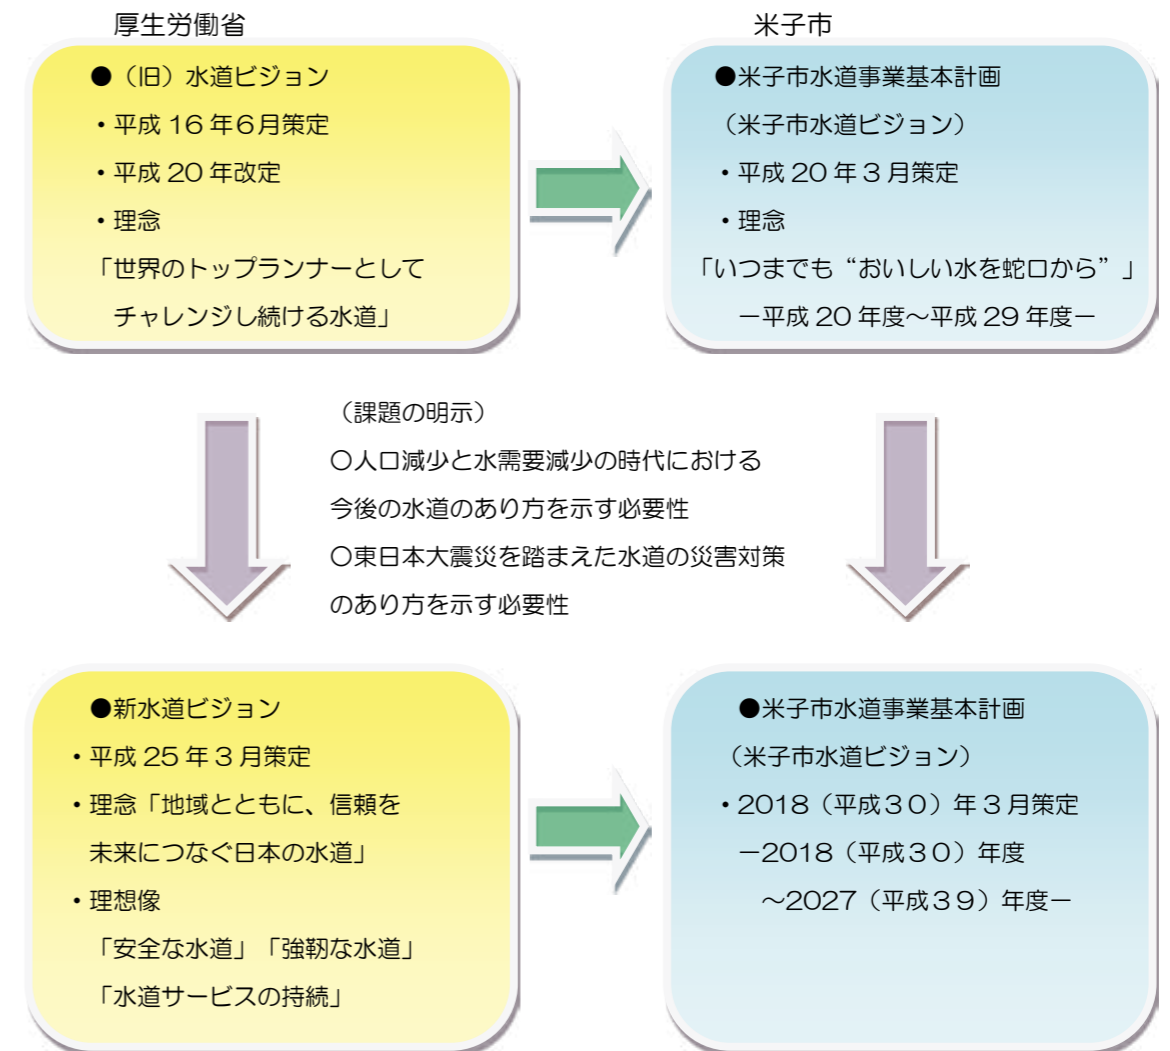 厚生労働省
●（旧）水道ビジョン
・平成 16 年６月策定
・平成 20 年改定
・理念
「世界のトップランナーとして
チャレンジし続ける水道」
米子市
●米子市水道事業基本計画
（米子市水道ビジョン）
・平成 20 年 3 月策定
・理念
「いつまでも“おいしい水を蛇口から”」
－平成 20 年度～平成 29 年度－
（課題の明示）
○人口減少と水需要減少の時代における
今後の水道のあり方を示す必要性
○東日本大震災を踏まえた水道の災害対策
のあり方を示す必要性
●新水道ビジョン
・平成 25 年 3 月策定
・理念「地域とともに、信頼を
未来につなぐ日本の水道」
・理想像
「安全な水道」「強靭な水道」
「水道サービスの持続」
●米子市水道事業基本計画
（米子市水道ビジョン）
・2018（平成３０）年３月策定
－2018（平成３０）年度
～2027（平成３９）年度－